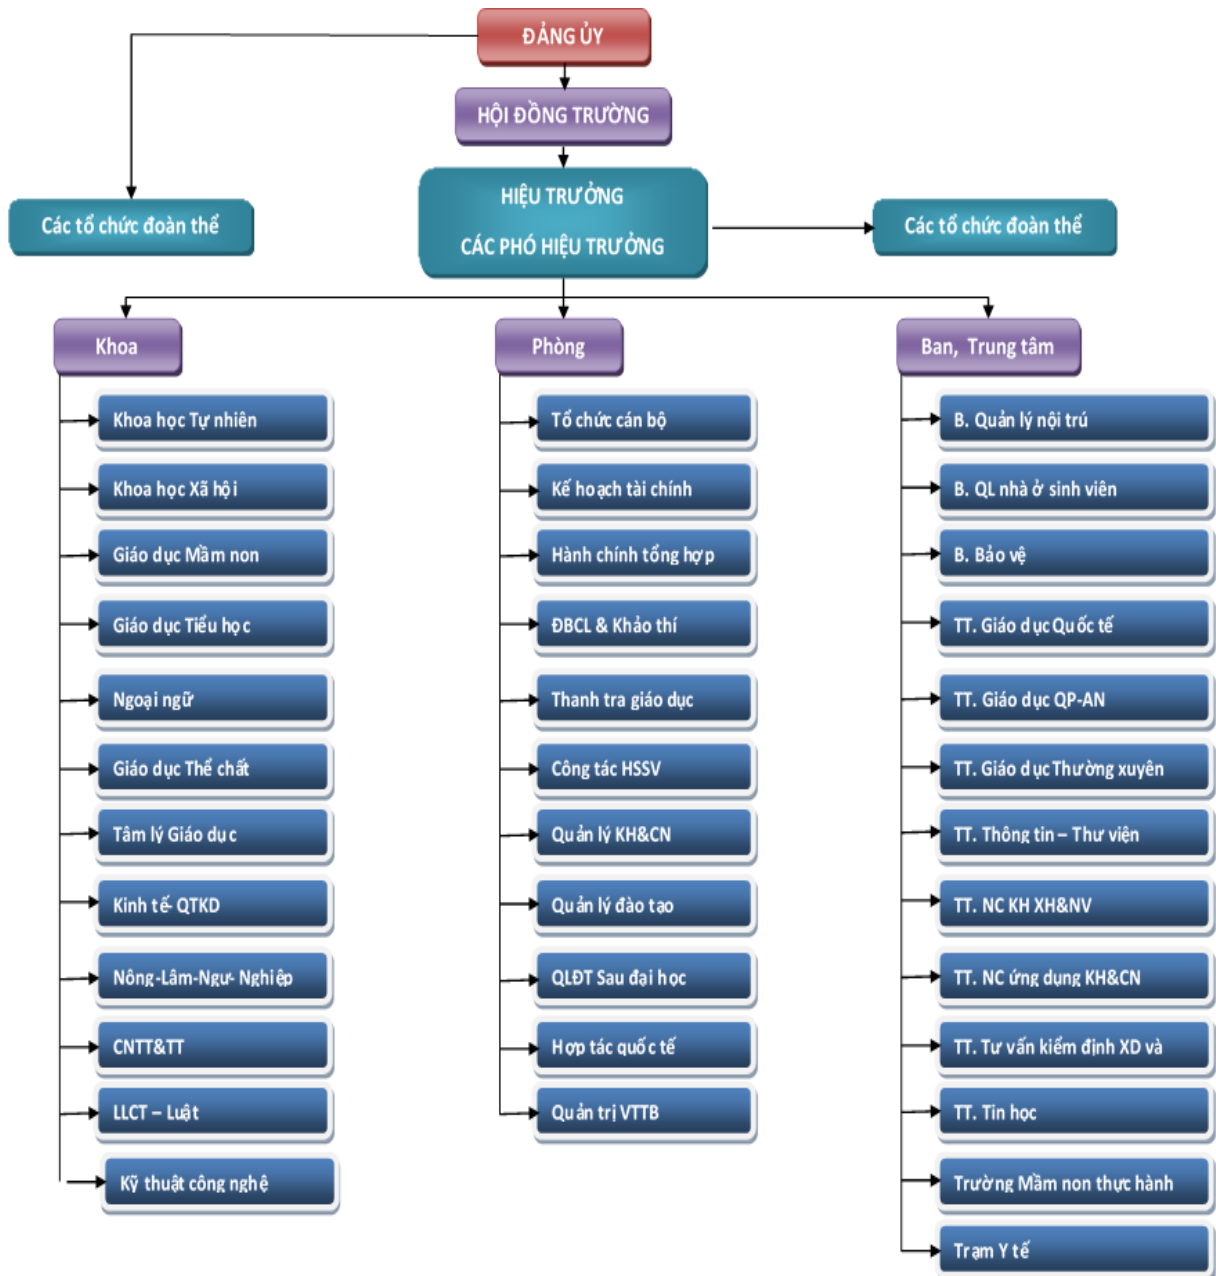 ĐẢNG ỦY
HỘI ĐỒNG TRƯỜNG
HIỆU TRƯỞNG
CÁC PHÓ HIỆU TRƯỞNG
Các tổ chức đoàn thể
Các tổ chức đoàn thể
Khoa
Khoa học Tự nhiên
Khoa học Xã hội
Giáo dục Mầm non
Giáo dục Tiểu học
Ngoại ngữ
Giáo dục Thể chất
Tâm lý Giáo dục
Kinh tế- QTKD
Nông-Lâm-Ngư- Nghiệp
CNTT&TT
LLCT – Luật
Kỹ thuật công nghệ
Phòng
Tổ chức cán bộ
Kế hoạch tài chính
Hành chính tổng hợp
ĐBCL & Khảo thí
Thanh tra giáo dục
Công tác HSSV
Quản lý KH&CN
Quản lý đào tạo
QLĐT Sau đại học
Hợp tác quốc tế
Quản trị VTTB
Ban, Trung tâm
B. Quản lý nội trú
B. QL nhà ở sinh viên
B. Bảo vệ
TT. Giáo dục Quốc tế
TT. Giáo dục QP-AN
TT. Giáo dục Thường xuyên
TT. Thông tin – Thư viện
TT. NC KH XH&NV
TT. NC ứng dụng KH&CN
TT. Tư vấn kiểm định XD và
TT. Tin học
Trường Mầm non thực hành
Trạm Y tế